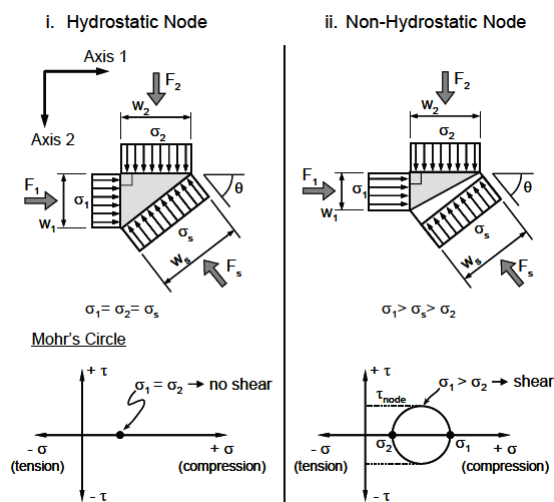 i. Hydrostatic Node
Axis 1
Axis 2
F₂
w₂
σ₂
F₁
σ₁
w₁
θ
σₛ
wₛ
Fₛ
σ₁= σ₂= σₛ
Mohr's Circle
+ τ
σ₁ = σ₂ → no shear
- σ
(tension)
+ σ
(compression)
- τ
ii. Non-Hydrostatic Node
F₂
w₂
σ₂
F₁
σ₁
w₁
θ
σₛ
wₛ
Fₛ
σ₁> σₛ> σ₂
+ τ
τnode
σ₁ > σ₂ → shear
- σ
(tension)
σ₂
σ₁
+ σ
(compression)
- τ